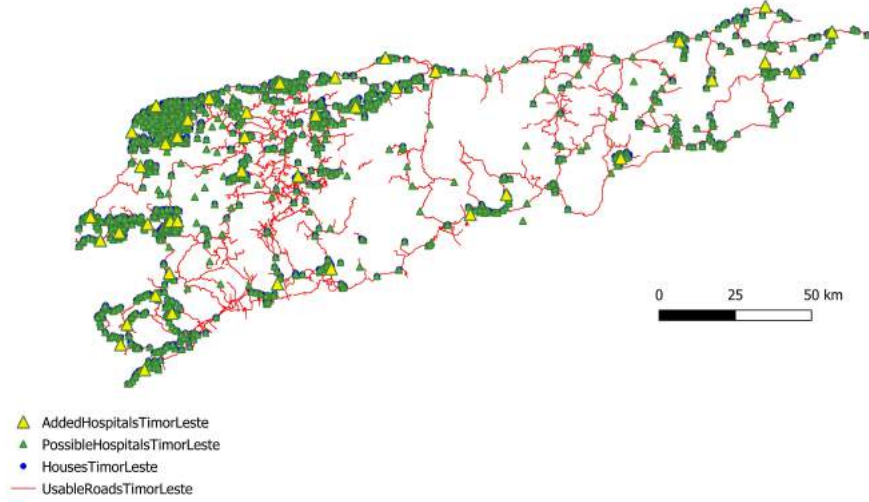 0 25 50 km
AddedHospitalsTimorLeste
PossibleHospitalsTimorLeste
HousesTimorLeste
UsableRoadsTimorLeste